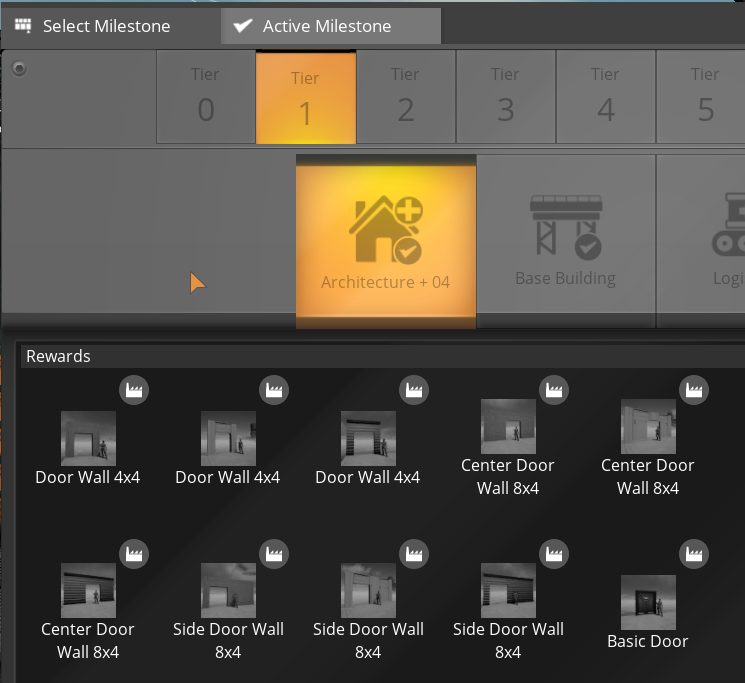 Select Milestone
Active Milestone
Tier
0
Tier
1
Tier
2
Tier
3
Tier
4
Tier
5
Architecture + 04
Base Building
Logi
Rewards
Door Wall 4x4
Door Wall 4x4
Door Wall 4x4
Center Door
Wall 8x4
Center Door
Wall 8x4
Center Door
Wall 8x4
Side Door Wall
8x4
Side Door Wall
8x4
Side Door Wall
8x4
Basic Door